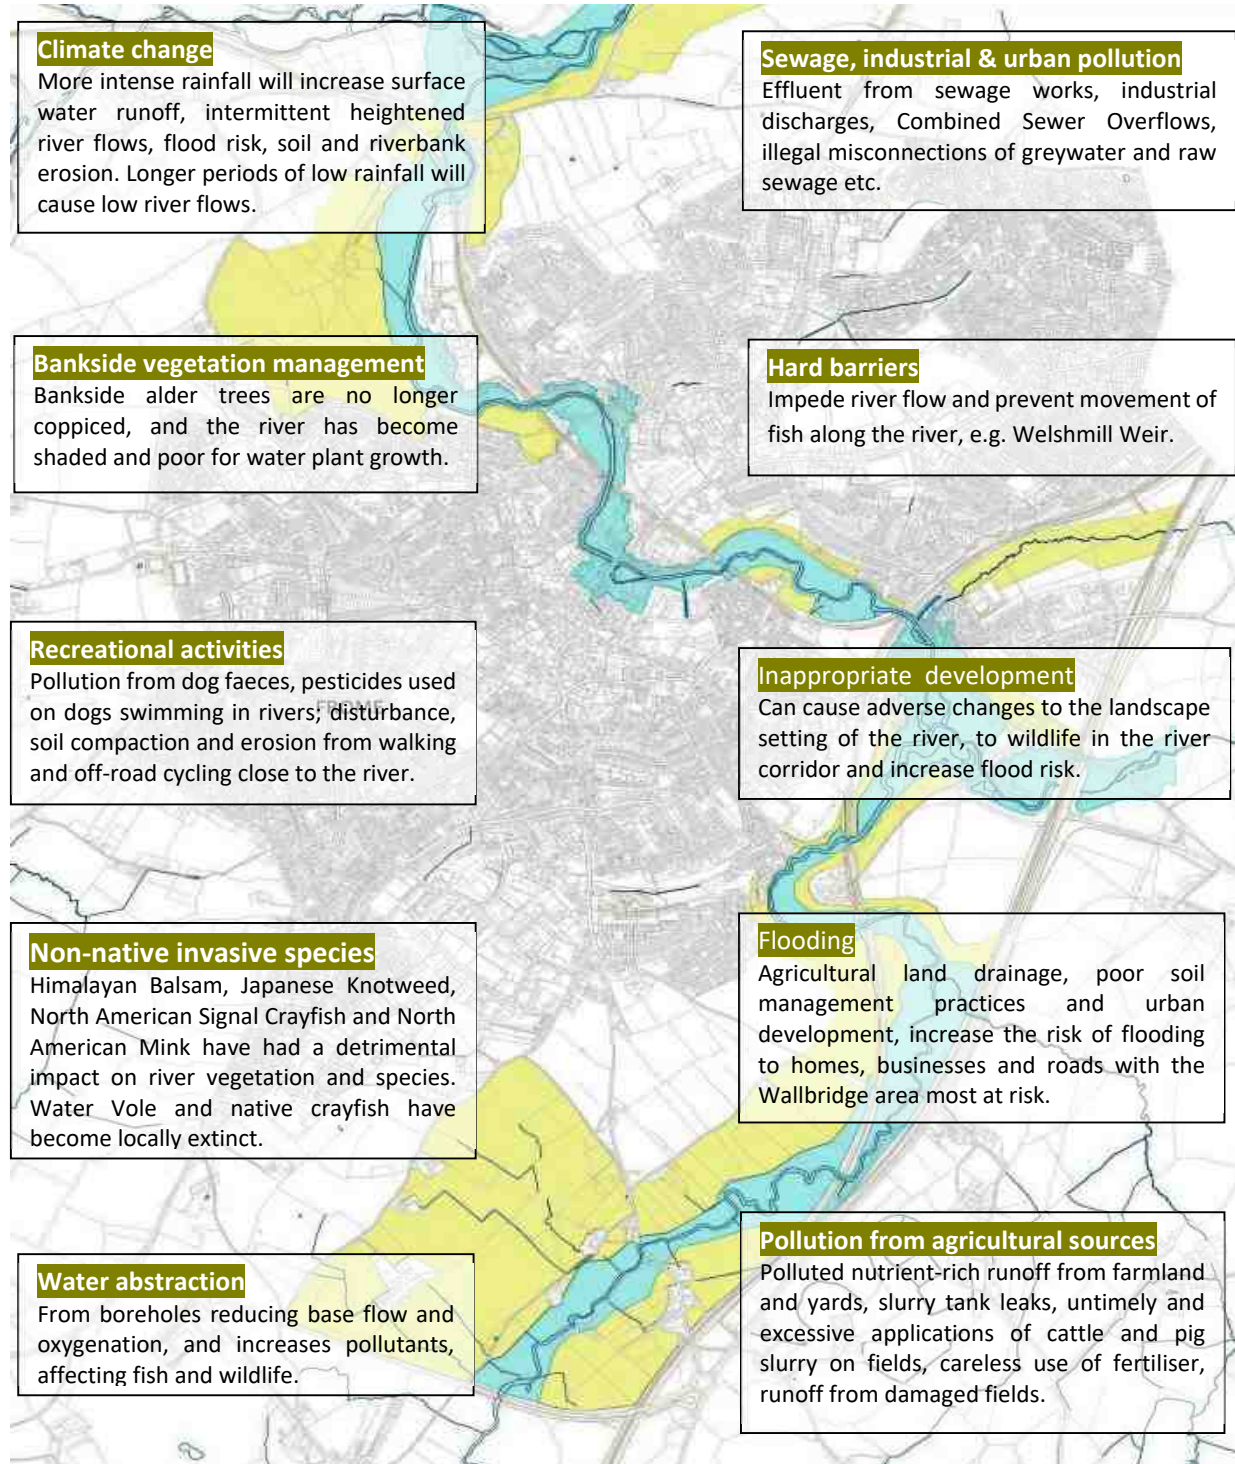 Climate change
More intense rainfall will increase surface
water runoff, intermittent heightened
river flows, flood risk, soil and riverbank
erosion. Longer periods of low rainfall will
cause low river flows.
Sewage, industrial & urban pollution
Effluent from sewage works, industrial
discharges, Combined Sewer Overflows,
illegal misconnections of greywater and raw
sewage etc.
Bankside vegetation management
Bankside alder trees are no longer
coppiced, and the river has become
shaded and poor for water plant growth.
Hard barriers
Impede river flow and prevent movement of
fish along the river, e.g. Welshmill Weir.
Recreational activities
Pollution from dog faeces, pesticides used
on dogs swimming in rivers; disturbance,
soil compaction and erosion from walking
and off-road cycling close to the river.
FROME
Inappropriate development
Can cause adverse changes to the landscape
setting of the river, to wildlife in the river
corridor and increase flood risk.
Non-native invasive species
Himalayan Balsam, Japanese Knotweed,
North American Signal Crayfish and North
American Mink have had a detrimental
impact on river vegetation and species.
Water Vole and native crayfish have
become locally extinct.
Flooding
Agricultural land drainage, poor soil
management practices and urban
development, increase the risk of flooding
to homes, businesses and roads with the
Wallbridge area most at risk.
Water abstraction
From boreholes reducing base flow and
oxygenation, and increases pollutants,
affecting fish and wildlife.
Pollution from agricultural sources
Polluted nutrient-rich runoff from farmland
and yards, slurry tank leaks, untimely and
excessive applications of cattle and pig
slurry on fields, careless use of fertiliser,
runoff from damaged fields.